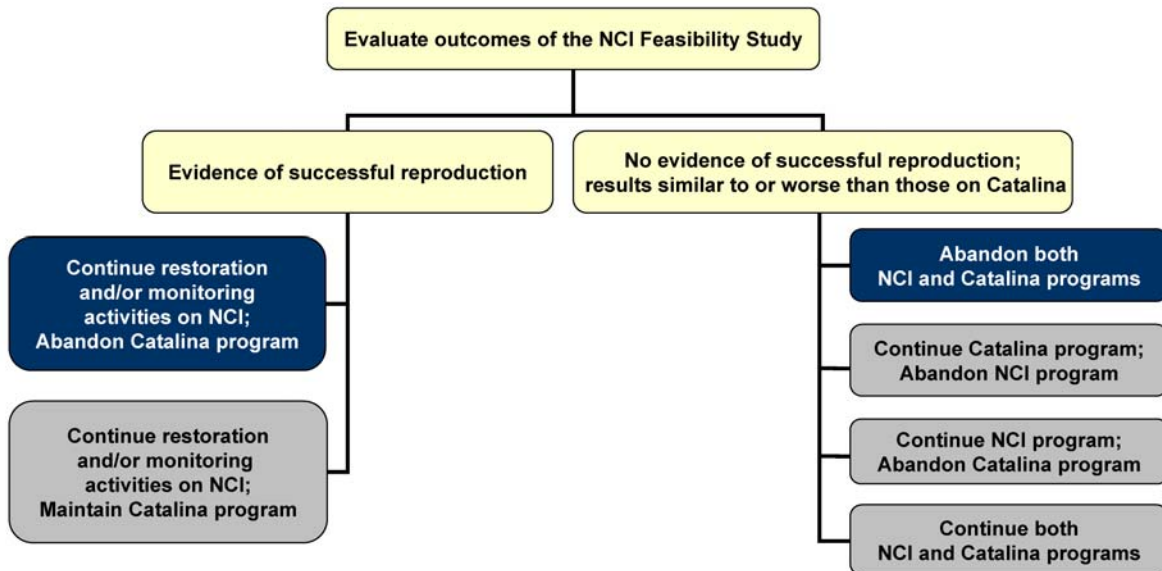 Evaluate outcomes of the NCI Feasibility Study
Evidence of successful reproduction
No evidence of successful reproduction;
results similar to or worse than those on Catalina
Continue restoration
and/or monitoring
activities on NCI;
Abandon Catalina program
Continue restoration
and/or monitoring
activities on NCI;
Maintain Catalina program
Abandon both
NCI and Catalina programs
Continue Catalina program;
Abandon NCI program
Continue NCI program;
Abandon Catalina program
Continue both
NCI and Catalina programs